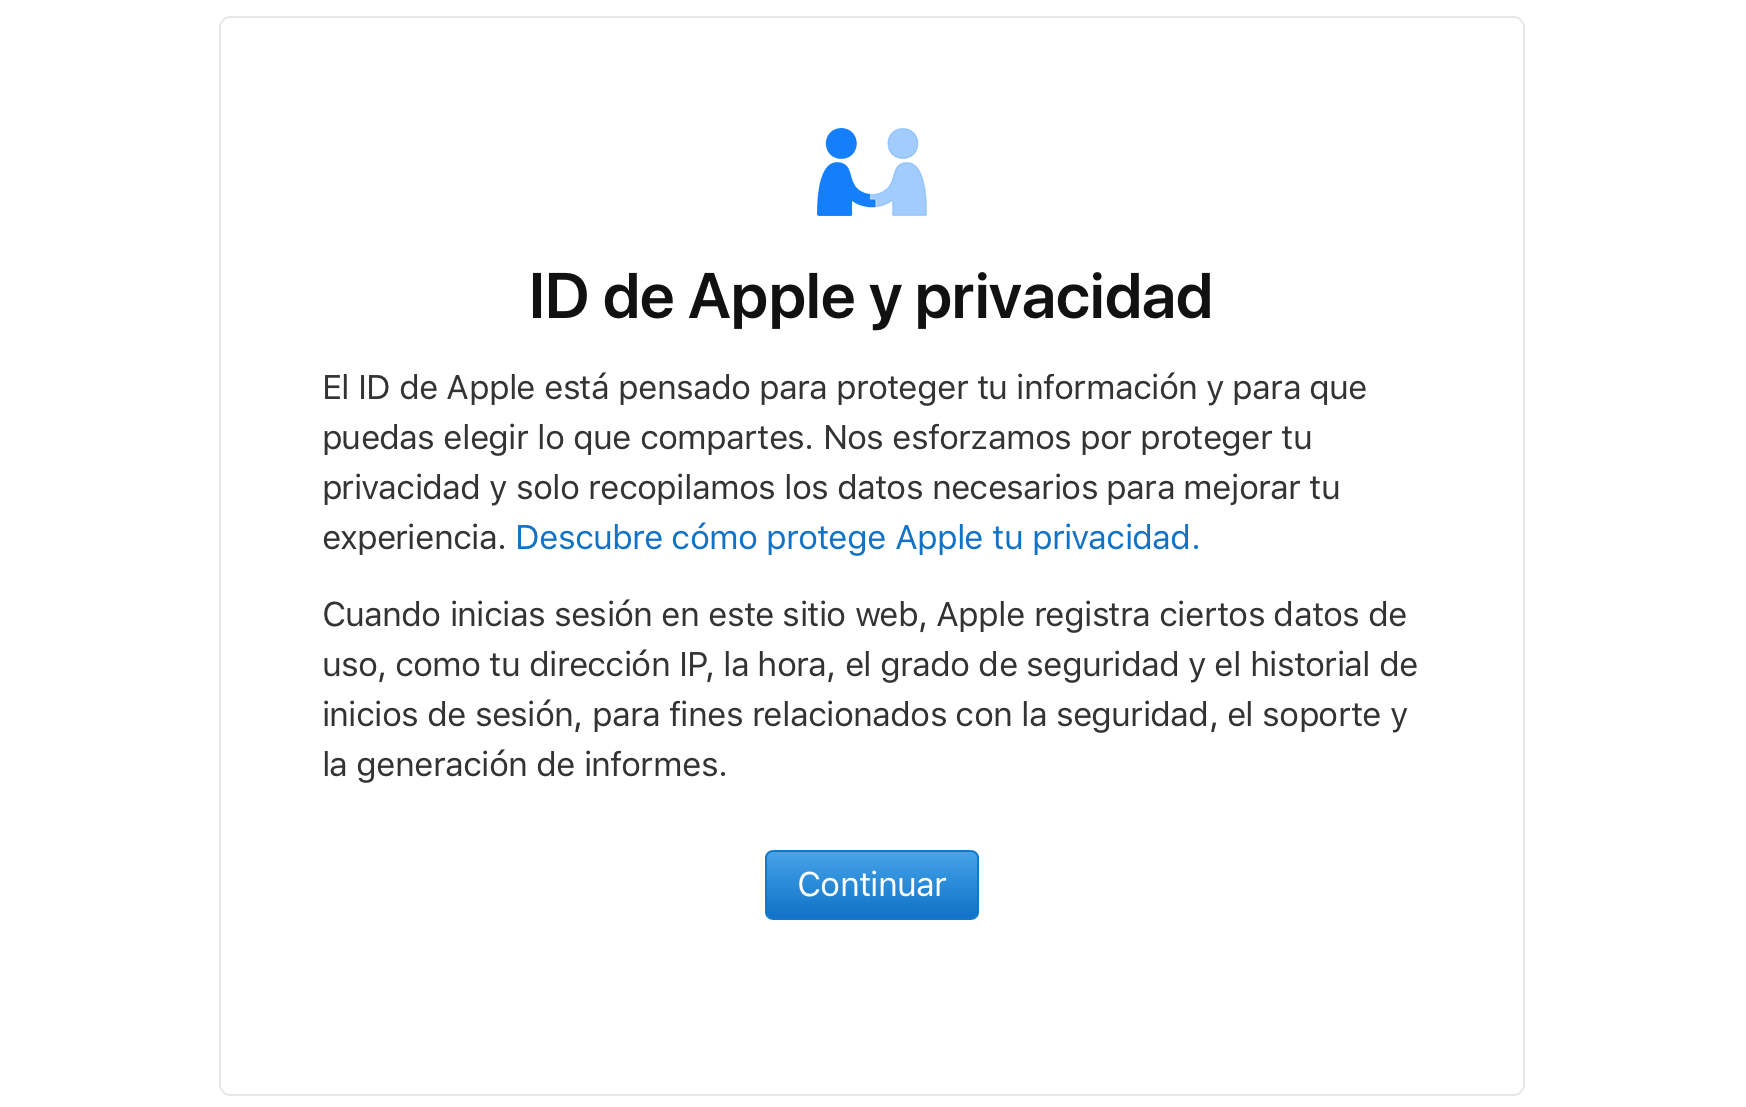 ID de Apple y privacidad
El ID de Apple está pensado para proteger tu información y para que
puedas elegir lo que compartes. Nos esforzamos por proteger tu
privacidad y solo recopilamos los datos necesarios para mejorar tu
experiencia. Descubre cómo protege Apple tu privacidad.
Cuando inicias sesión en este sitio web, Apple registra ciertos datos de
uso, como tu dirección IP, la hora, el grado de seguridad y el historial de
inicios de sesión, para fines relacionados con la seguridad, el soporte y
la generación de informes.
Continuar